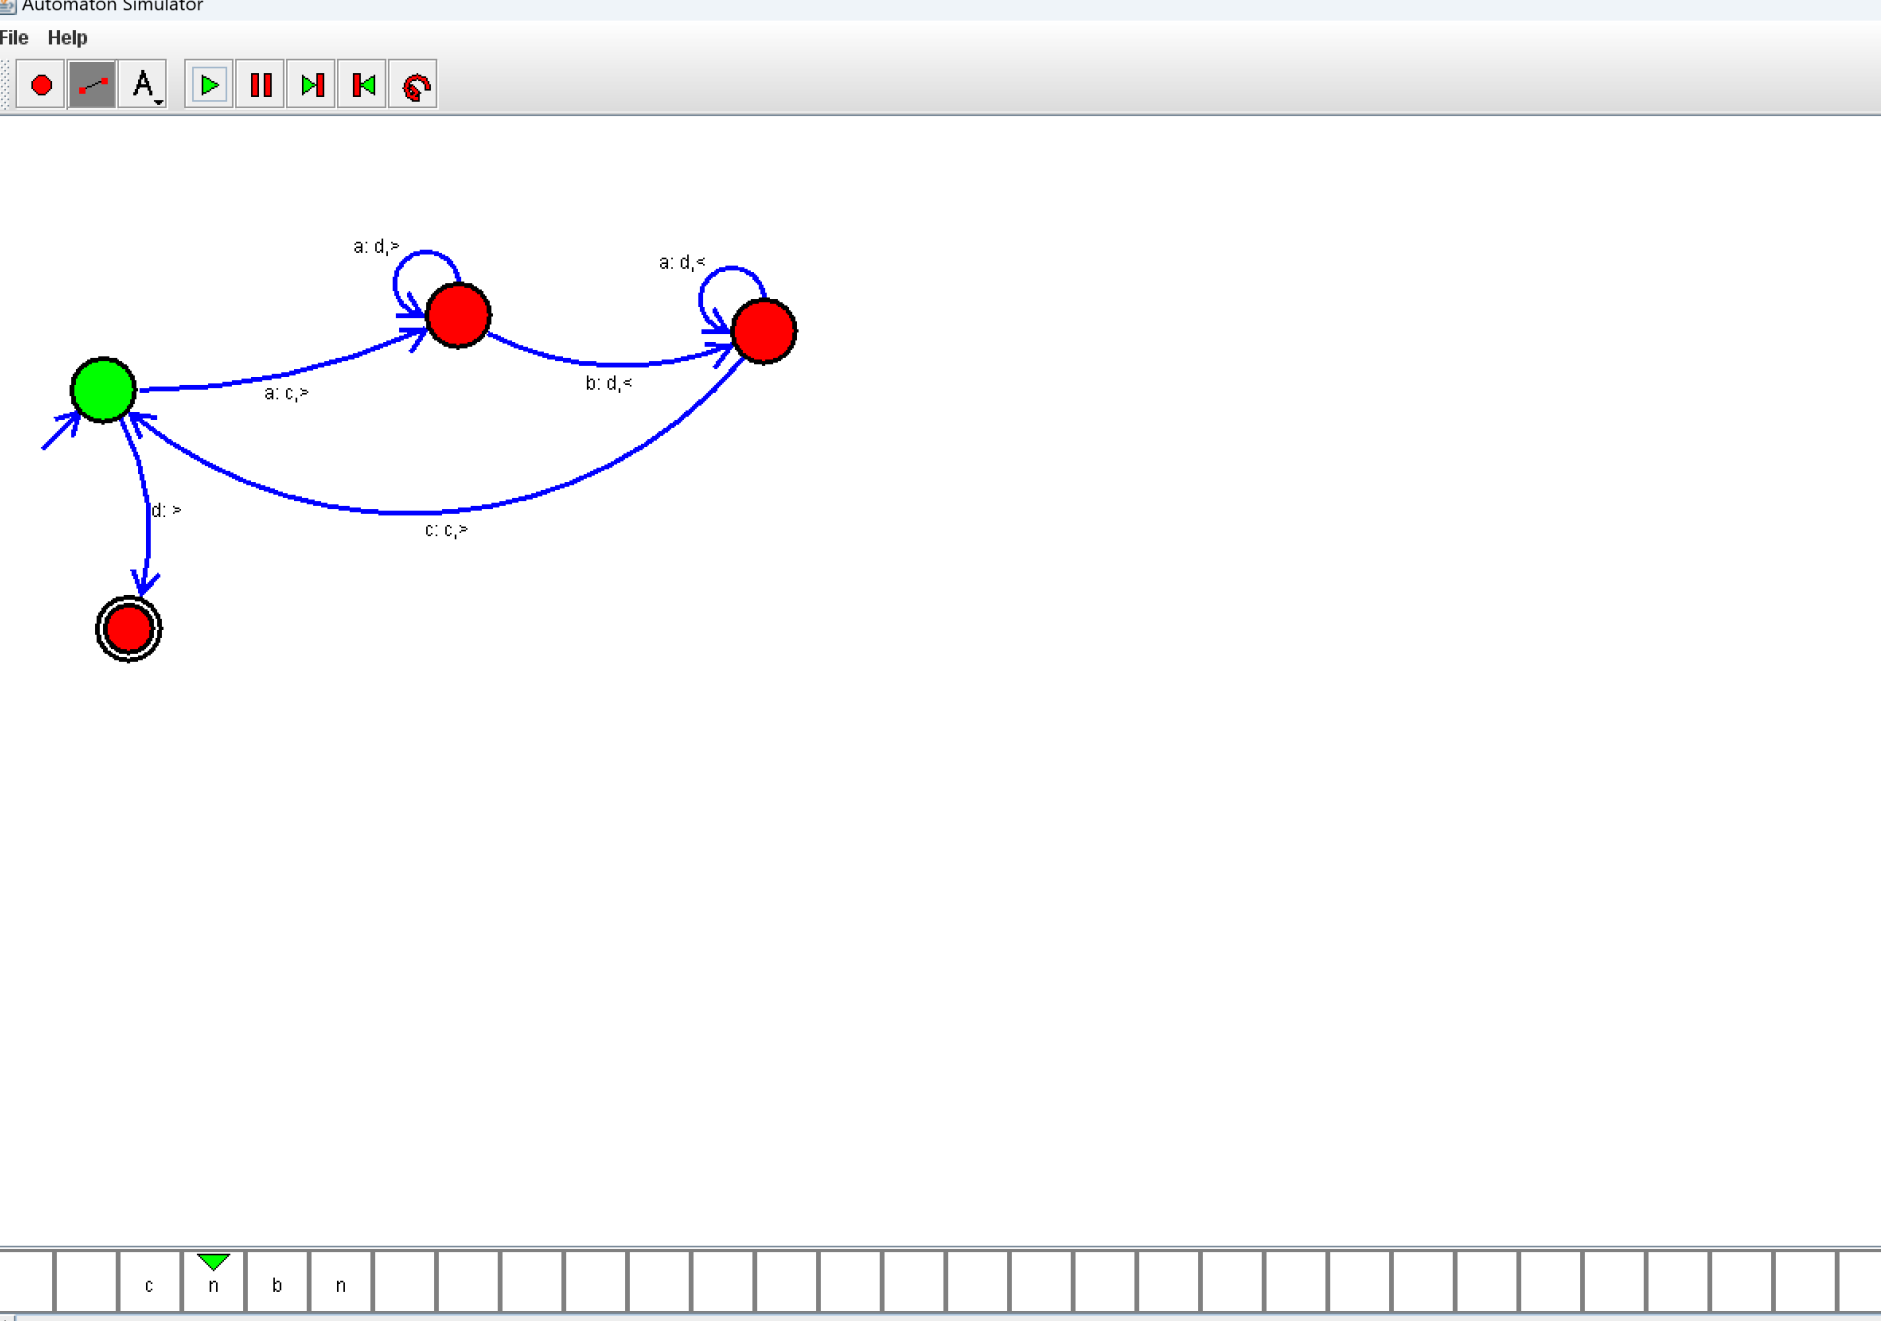 Automaton Simulator
File Help
A
a: d,>
a: d,<
b: d,<
a: c,>
d: >
c: c,>
c n b n